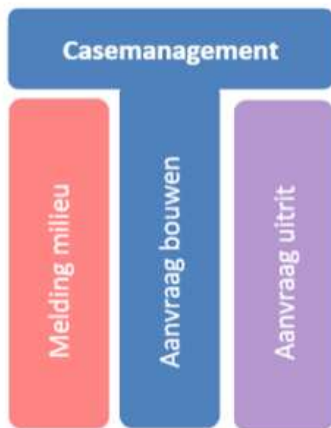 Casemanagement
Melding milieu
Aanvraag bouwen
Aanvraag uitrit